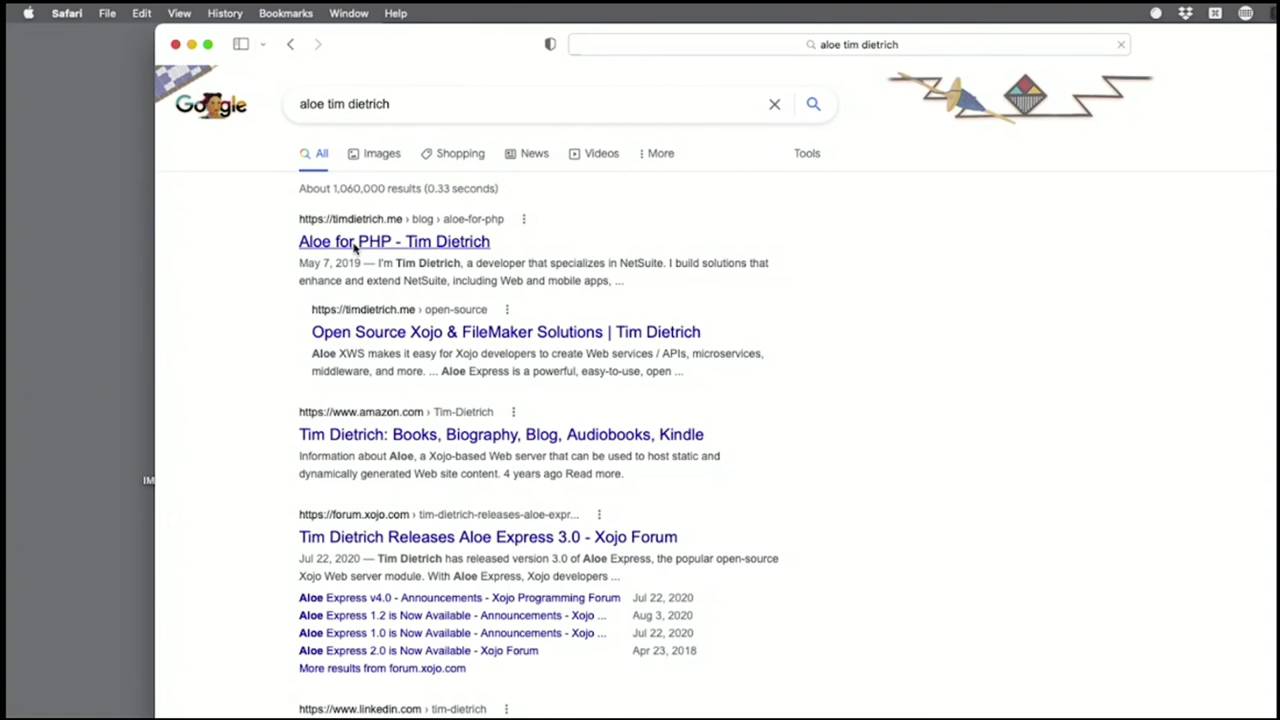 Safari File Edit View History Bookmarks Window Help
aloe tim dietrich
Google
aloe tim dietrich
All Images Shopping News Videos More Tools
About 1,060,000 results (0.33 seconds)
https://timdietrich.me › blog › aloe-for-php
Aloe for PHP - Tim Dietrich
May 7, 2019 — I'm Tim Dietrich, a developer that specializes in NetSuite. I build solutions that
enhance and extend NetSuite, including Web and mobile apps, ...
https://timdietrich.me › open-source
Open Source Xojo & FileMaker Solutions | Tim Dietrich
Aloe XWS makes it easy for Xojo developers to create Web services / APIs, microservices,
middleware, and more. ... Aloe Express is a powerful, easy-to-use, open ...
https://www.amazon.com › Tim-Dietrich
Tim Dietrich: Books, Biography, Blog, Audiobooks, Kindle
Information about Aloe, a Xojo-based Web server that can be used to host static and
dynamically generated Web site content. 4 years ago Read more.
IM
https://forum.xojo.com › tim-dietrich-releases-aloe-expr...
Tim Dietrich Releases Aloe Express 3.0 - Xojo Forum
Jul 22, 2020 — Tim Dietrich has released version 3.0 of Aloe Express, the popular open-source
Xojo Web server module. With Aloe Express, Xojo developers ...
Aloe Express v4.0 - Announcements - Xojo Programming Forum Jul 22, 2020
Aloe Express 1.2 is Now Available - Announcements - Xojo ... Aug 3, 2020
Aloe Express 1.0 is Now Available - Announcements - Xojo ... Jul 22, 2020
Aloe Express 2.0 is Now Available - Xojo Forum Apr 23, 2018
More results from forum.xojo.com
https://www.linkedin.com › tim-dietrich